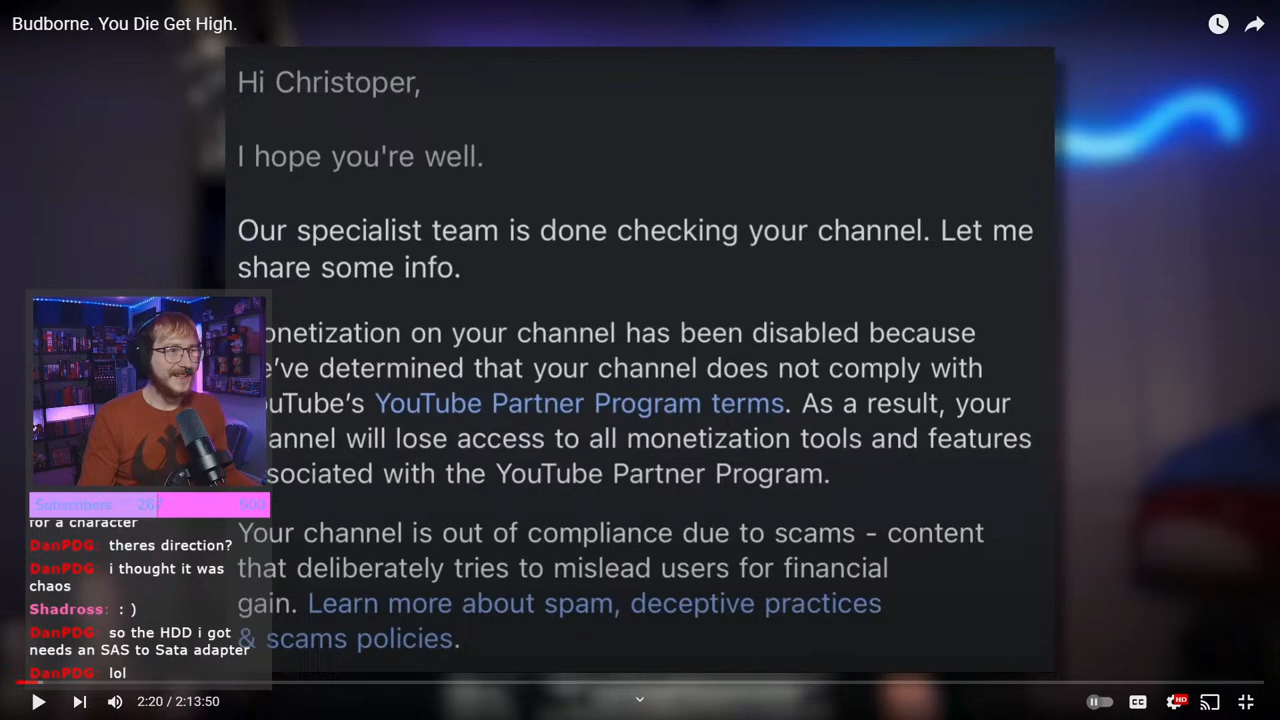 Budborne. You Die Get High.
Hi Christoper,
I hope you're well.
Our specialist team is done checking your channel. Let me
share some info.
onetization on your channel has been disabled because
e've determined that your channel does not comply with
ouTube's YouTube Partner Program terms. As a result, your
annel will lose access to all monetization tools and features
sociated with the YouTube Partner Program.
Your channel is out of compliance due to scams - content
that deliberately tries to mislead users for financial
gain. Learn more about spam, deceptive practices
& scams policies.
Subscribers: 267 500
for a character
DanPDG: theres direction?
DanPDG: i thought it was
chaos
Shadross: : )
DanPDG: so the HDD i got
needs an SAS to Sata adapter
DanPDG: lol
2:20 / 2:13:50
CC
HD